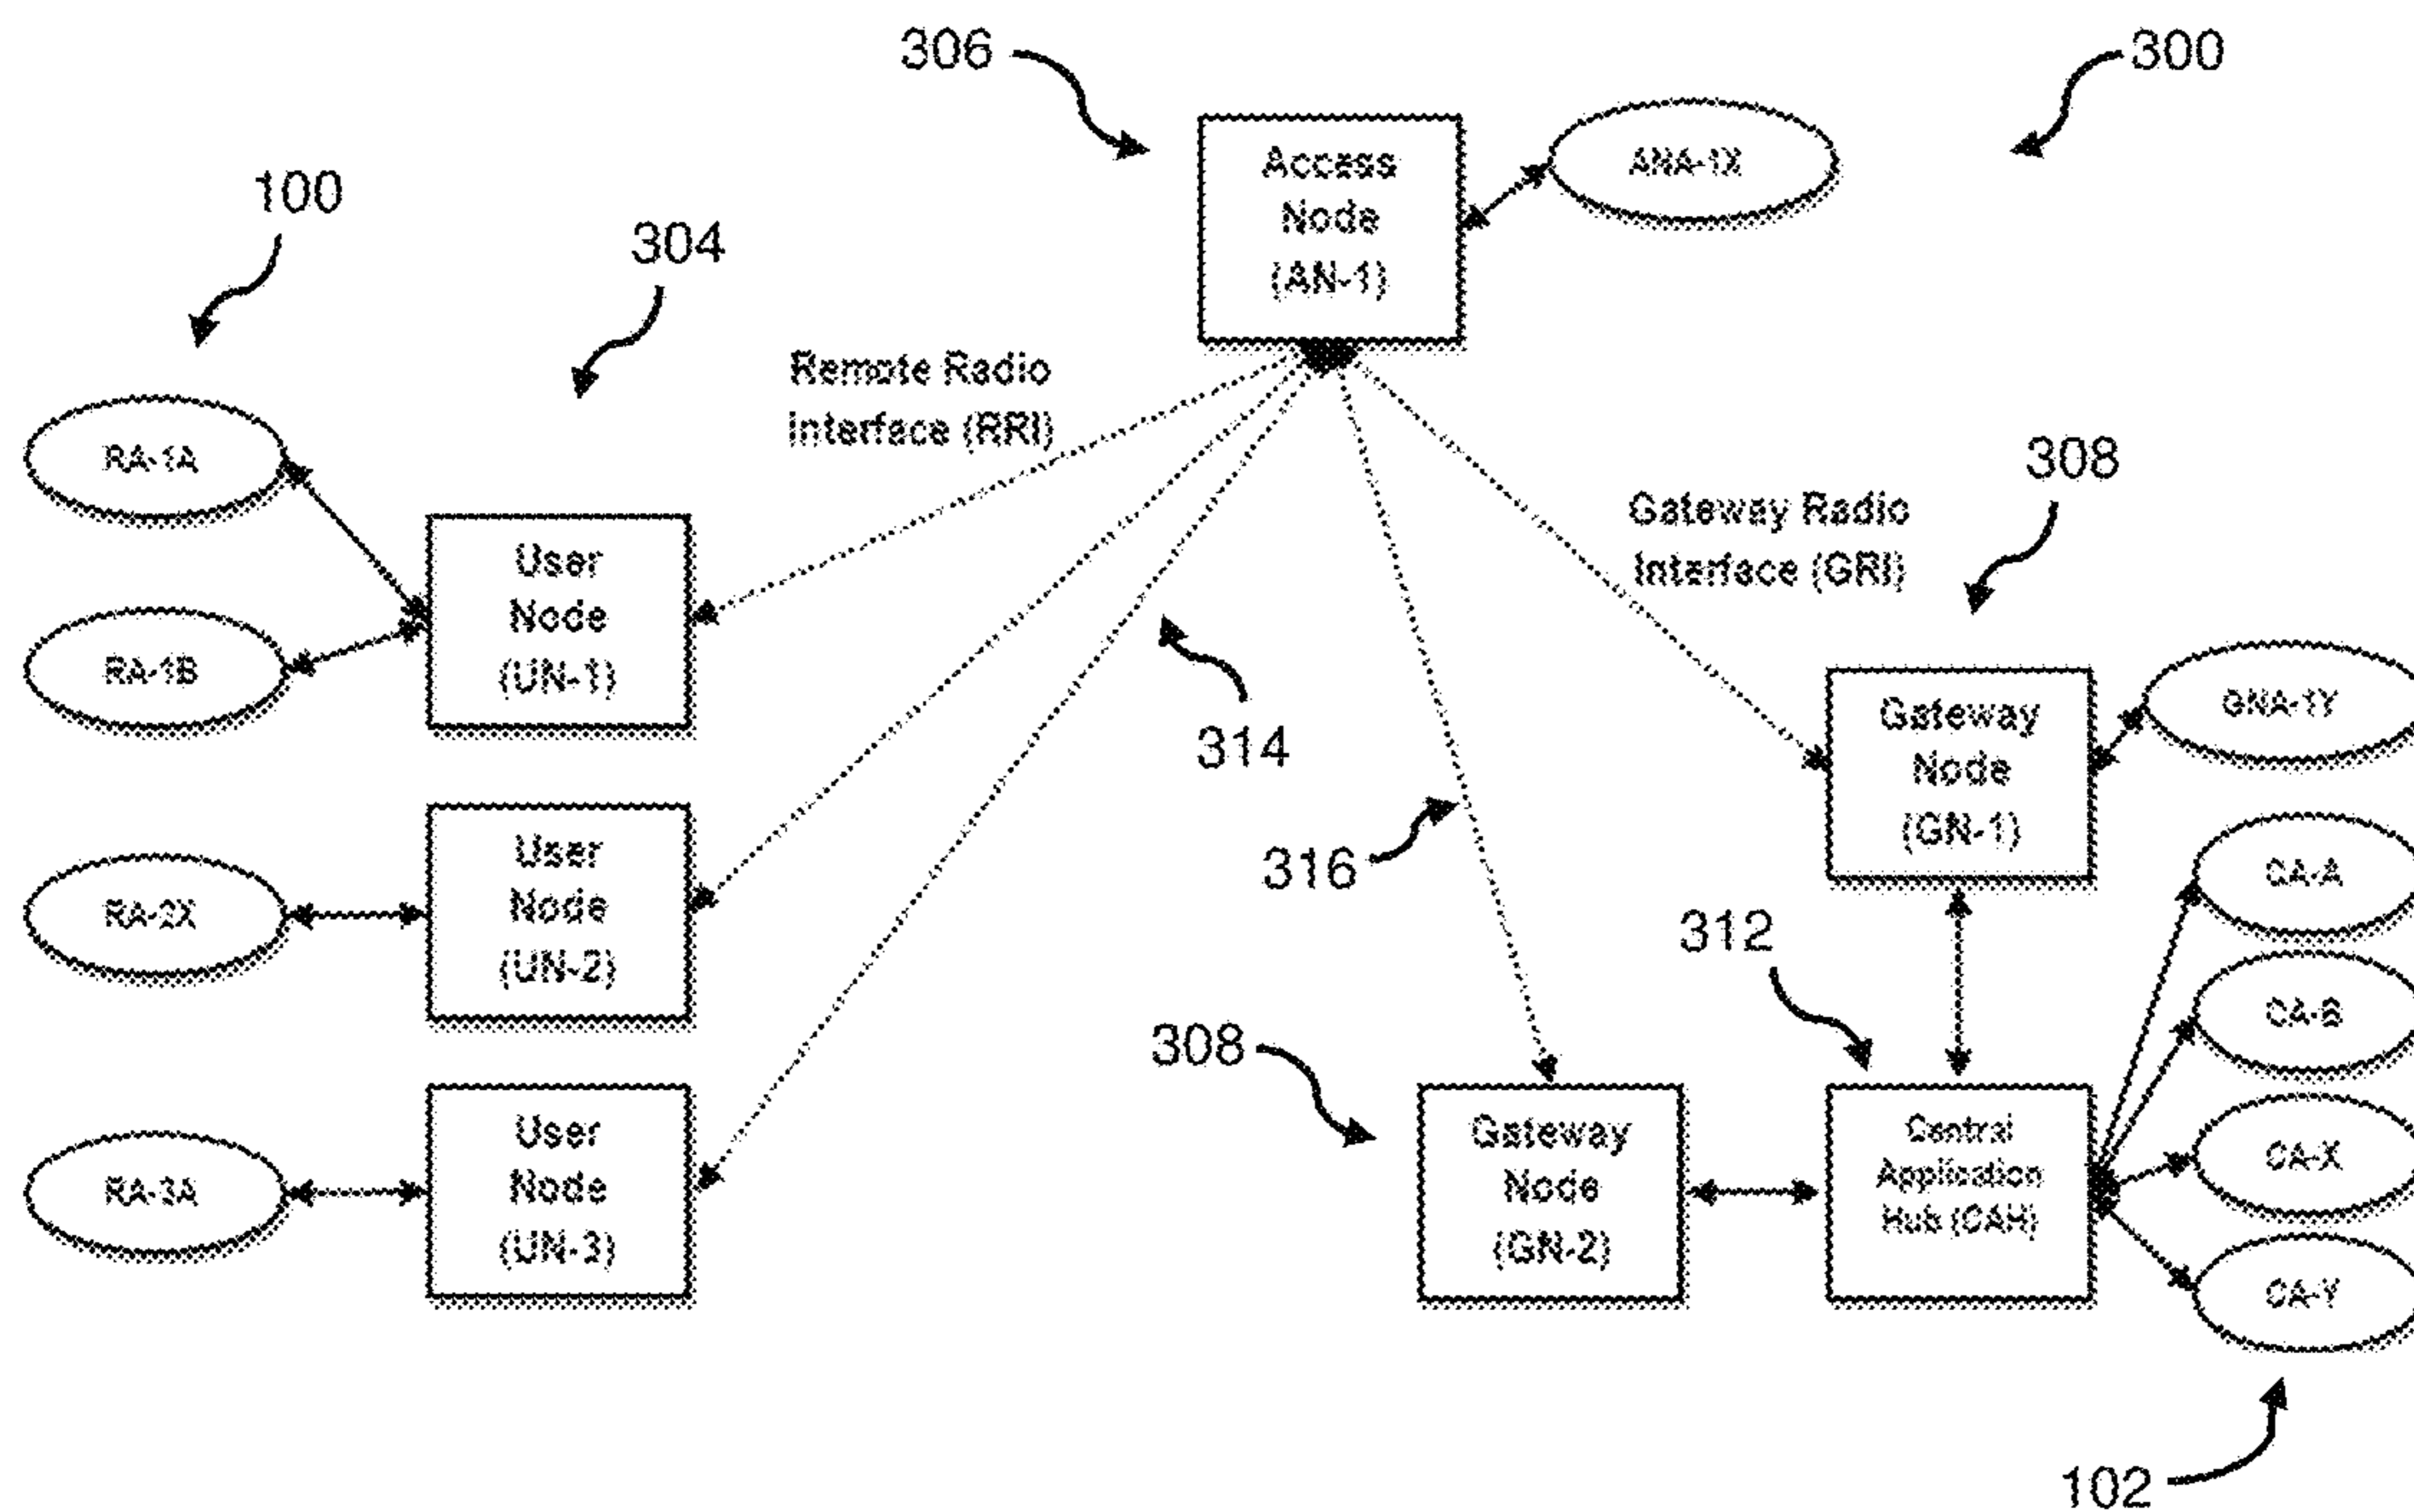 306
300
Access
Node
(AN-1)
ANA-1X
100
304
Remote Radio
Interface (RRI)
RA-1A
308
Gateway Radio
Interface (GRI)
User
Node
(UN-1)
RA-1B
314
GNA-1Y
Gateway
Node
(GN-1)
316
User
Node
(UN-2)
RA-2X
CA-A
312
CA-B
308
User
Node
(UN-3)
RA-3A
Gateway
Node
(GN-2)
Central
Application
Hub (CAH)
CA-X
CA-Y
102